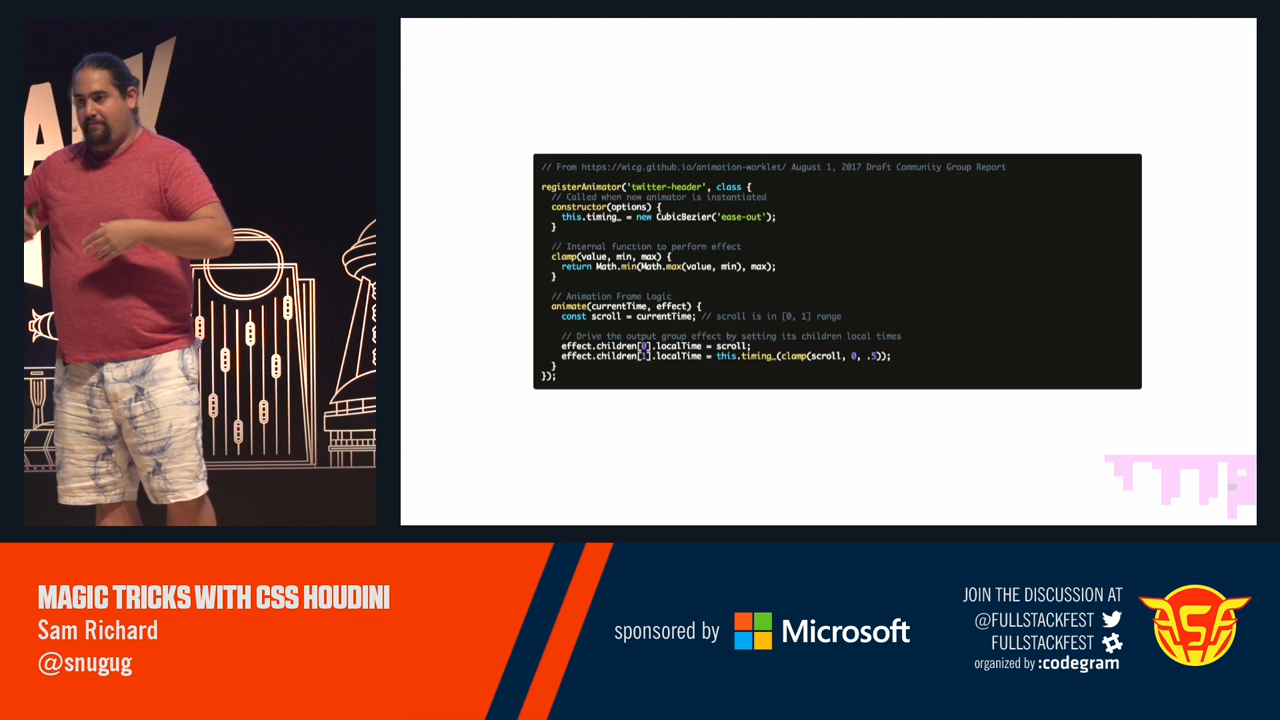 // From https://wicg.github.io/animation-worklet/ August 1, 2017 Draft Community Group Report
registerAnimator('twitter-header', class {
// Called when new animator is instantiated
constructor(options) {
this.timing_ = new CubicBezier('ease-out');
}
// Internal function to perform effect
clamp(value, min, max) {
return Math.min(Math.max(value, min), max);
}
// Animation Frame Logic
animate(currentTime, effect) {
const scroll = currentTime; // scroll is in [0, 1] range
// Drive the output group effect by setting its children local times
effect.children[0].localTime = scroll;
effect.children[1].localTime = this.timing_(clamp(scroll, 0, .5));
}
});
MAGIC TRICKS WITH CSS HOUDINI
Sam Richard
@snugug
sponsored by Microsoft
JOIN THE DISCUSSION AT
@FULLSTACKFEST
FULLSTACKFEST
organized by :codegram
FSF